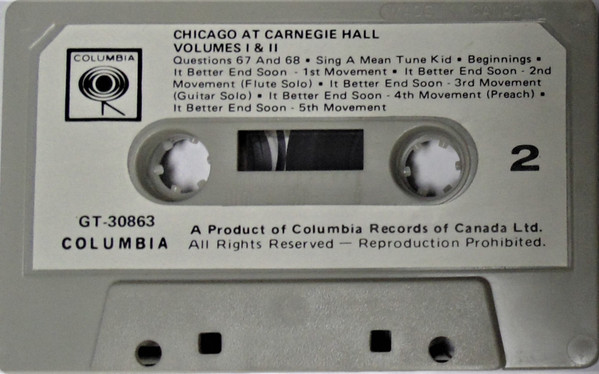 CHICAGO AT CARNEGIE HALL
VOLUMES I & II
Questions 67 And 68 • Sing A Mean Tune Kid • Beginnings •
It Better End Soon - 1st Movement • It Better End Soon - 2nd
Movement (Flute Solo) • It Better End Soon - 3rd Movement
(Guitar Solo) • It Better End Soon - 4th Movement (Preach) •
It Better End Soon - 5th Movement
COLUMBIA
2
GT-30863
COLUMBIA
A Product of Columbia Records of Canada Ltd.
All Rights Reserved — Reproduction Prohibited.